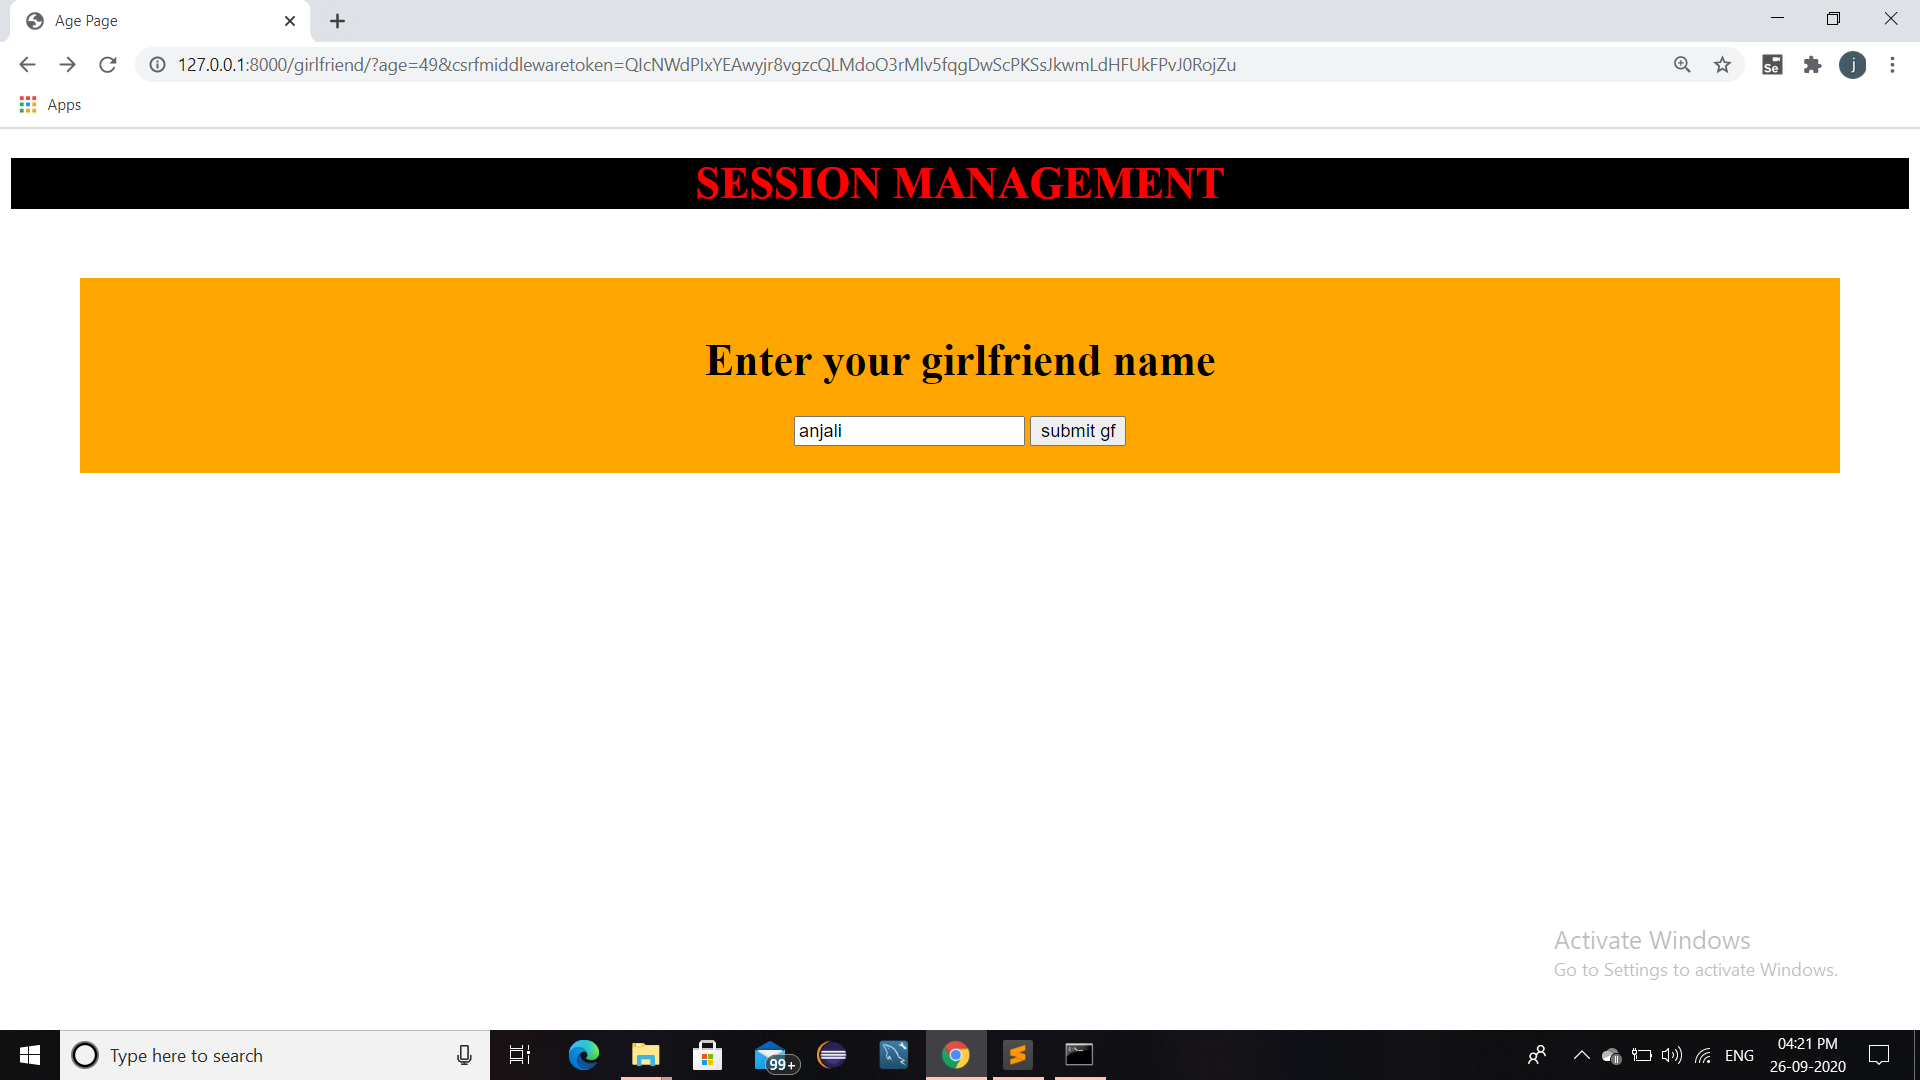 Age Page
127.0.0.1:8000/girlfriend/?age=49&csrfmiddlewaretoken=QIcNWdPIxYEAwyjr8vgzcQLMdoO3rMlv5fqgDwScPKSsJkwmLdHFUkFPvJ0RojZu
Se
j
Apps
SESSION MANAGEMENT
Enter your girlfriend name
anjali submit gf
Activate Windows
Go to Settings to activate Windows.
Type here to search
99+
ENG
04:21 PM
26-09-2020